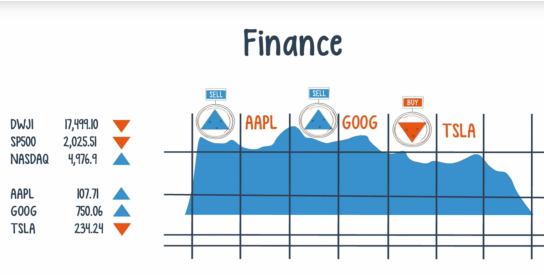 Finance
SELL
SELL
BUY
AAPL
GOOG
TSLA
DWJI 17,499.10
SP500 2,025.51
NASDAQ 4,976.9
AAPL 107.71
GOOG 750.06
TSLA 234.24